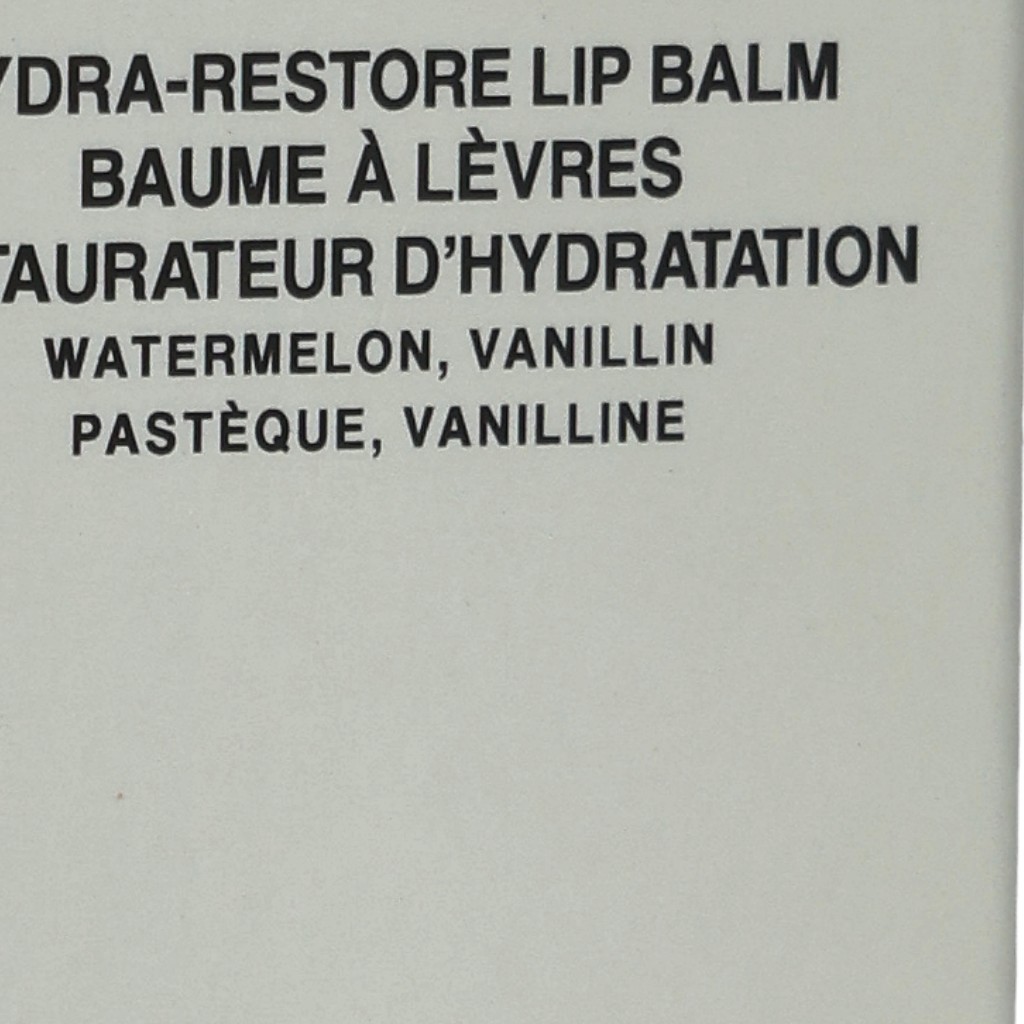 YDRA-RESTORE LIP BALM
BAUME À LÈVRES
TAURATEUR D'HYDRATATION
WATERMELON, VANILLIN
PASTÈQUE, VANILLINE